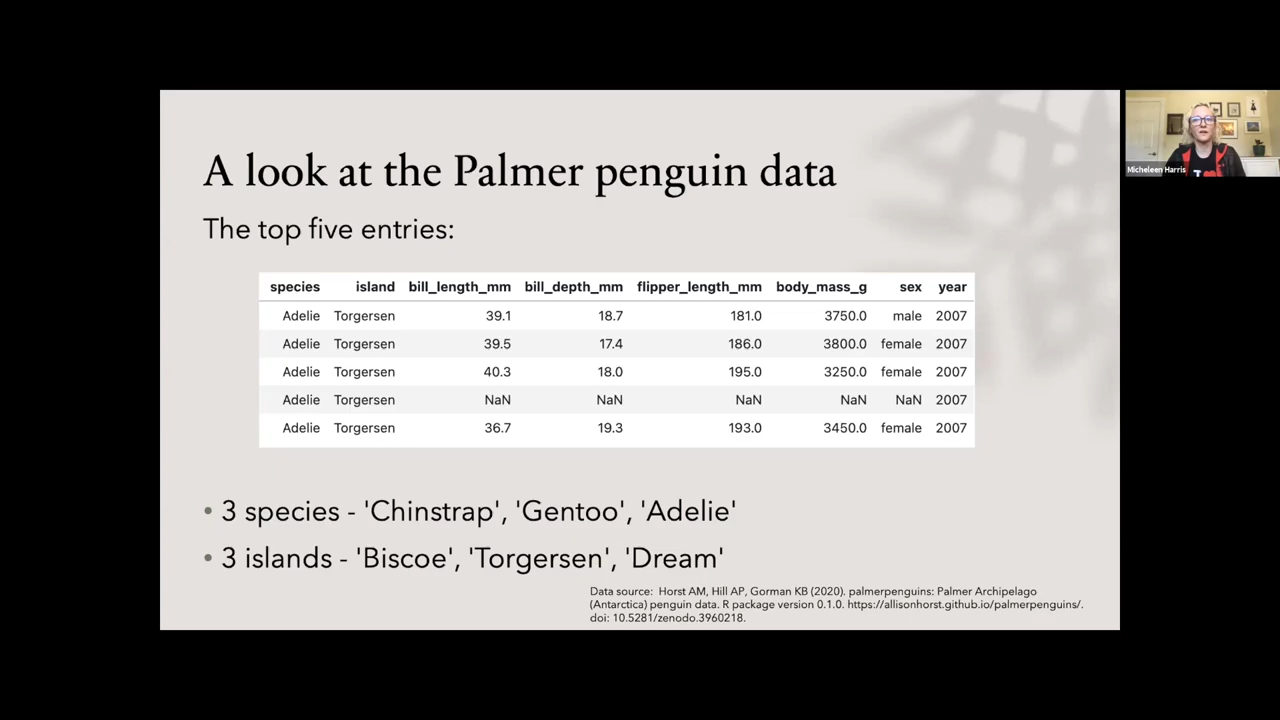 A look at the Palmer penguin data
The top five entries:
species island bill_length_mm bill_depth_mm flipper_length_mm body_mass_g sex year
Adelie Torgersen 39.1 18.7 181.0 3750.0 male 2007
Adelie Torgersen 39.5 17.4 186.0 3800.0 female 2007
Adelie Torgersen 40.3 18.0 195.0 3250.0 female 2007
Adelie Torgersen NaN NaN NaN NaN NaN 2007
Adelie Torgersen 36.7 19.3 193.0 3450.0 female 2007
• 3 species - 'Chinstrap', 'Gentoo', 'Adelie'
• 3 islands - 'Biscoe', 'Torgersen', 'Dream'
Data source: Horst AM, Hill AP, Gorman KB (2020). palmerpenguins: Palmer Archipelago
(Antarctica) penguin data. R package version 0.1.0. https://allisonhorst.github.io/palmerpenguins/.
doi: 10.5281/zenodo.3960218.
Micheleen Harris